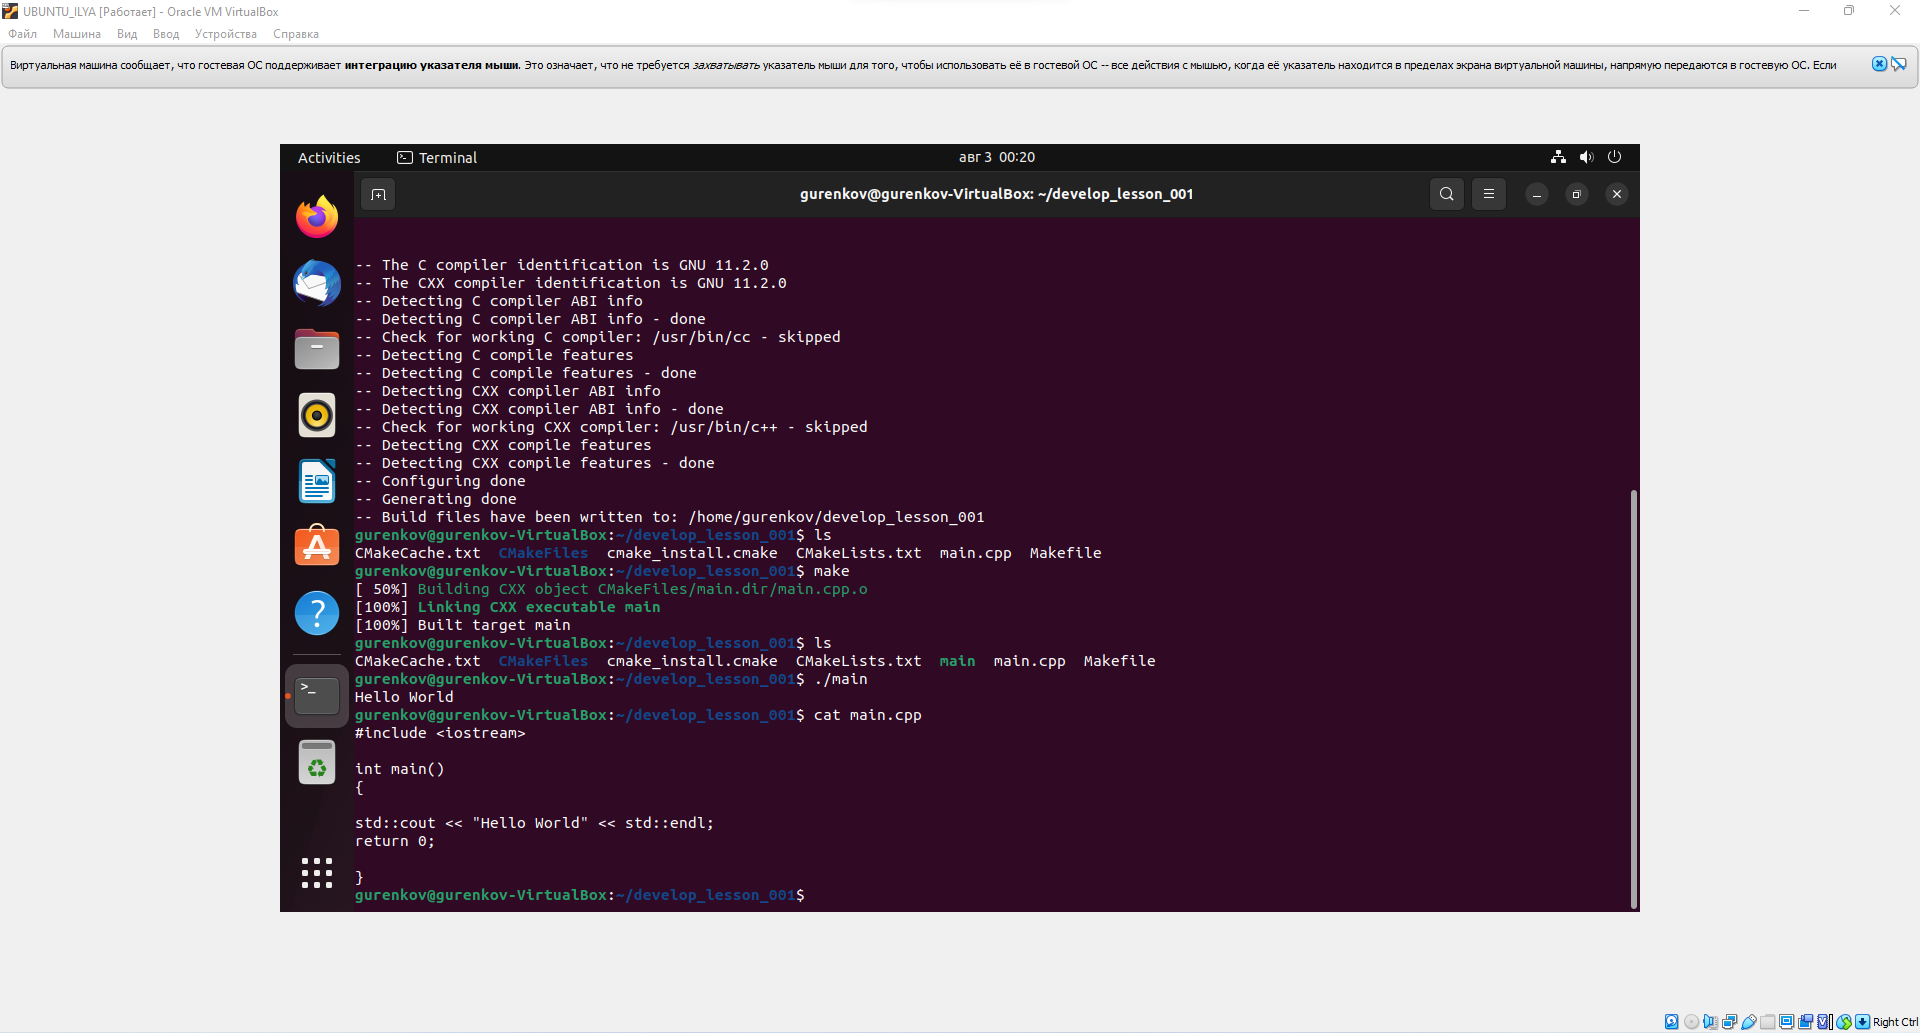 UBUNTU_ILYA [Работает] - Oracle VM VirtualBox
Файл Машина Вид Ввод Устройства Справка
Виртуальная машина сообщает, что гостевая ОС поддерживает интеграцию указателя мыши. Это означает, что не требуется захватывать указатель мыши для того, чтобы использовать её в гостевой ОС -- все действия с мышью, когда её указатель находится в пределах экрана виртуальной машины, напрямую передаются в гостевую ОС. Если
Activities Terminal авг 3 00:20
gurenkov@gurenkov-VirtualBox: ~/develop_lesson_001
-- The C compiler identification is GNU 11.2.0
-- The CXX compiler identification is GNU 11.2.0
-- Detecting C compiler ABI info
-- Detecting C compiler ABI info - done
-- Check for working C compiler: /usr/bin/cc - skipped
-- Detecting C compile features
-- Detecting C compile features - done
-- Detecting CXX compiler ABI info
-- Detecting CXX compiler ABI info - done
-- Check for working CXX compiler: /usr/bin/c++ - skipped
-- Detecting CXX compile features
-- Detecting CXX compile features - done
-- Configuring done
-- Generating done
-- Build files have been written to: /home/gurenkov/develop_lesson_001
gurenkov@gurenkov-VirtualBox:~/develop_lesson_001$ ls
CMakeCache.txt CMakeFiles cmake_install.cmake CMakeLists.txt main.cpp Makefile
gurenkov@gurenkov-VirtualBox:~/develop_lesson_001$ make
[ 50%] Building CXX object CMakeFiles/main.dir/main.cpp.o
[100%] Linking CXX executable main
[100%] Built target main
gurenkov@gurenkov-VirtualBox:~/develop_lesson_001$ ls
CMakeCache.txt CMakeFiles cmake_install.cmake CMakeLists.txt main main.cpp Makefile
gurenkov@gurenkov-VirtualBox:~/develop_lesson_001$ ./main
Hello World
gurenkov@gurenkov-VirtualBox:~/develop_lesson_001$ cat main.cpp
#include <iostream>
int main()
{
std::cout << "Hello World" << std::endl;
return 0;
}
gurenkov@gurenkov-VirtualBox:~/develop_lesson_001$
Right Ctrl